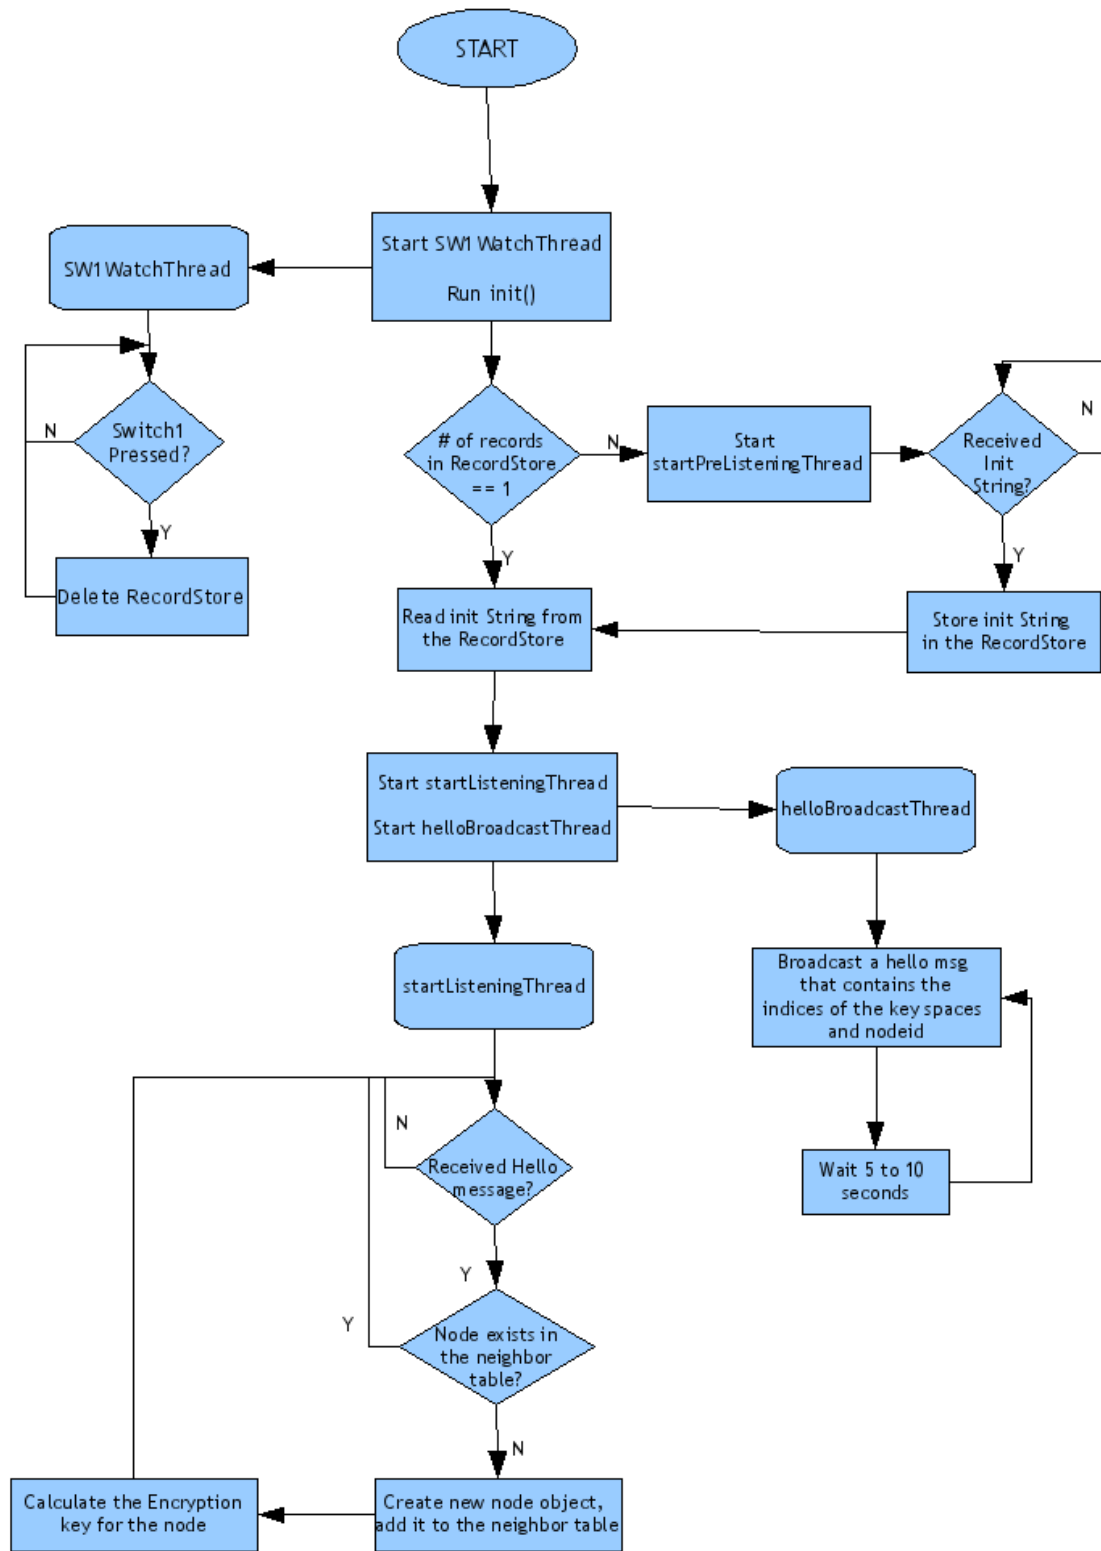 START
Start SW1 WatchThread
Run init()
SW1 WatchThread
Switch1
Pressed?
N
Y
Delete RecordStore
# of records
in RecordStore
== 1
N
Y
Start
startPreListeningThread
Received
Init
String?
N
Y
Store init String
in the RecordStore
Read init String from
the RecordStore
Start startListeningThread
Start helloBroadcastThread
helloBroadcastThread
Broadcast a hello msg
that contains the
indices of the key spaces
and nodeid
Wait 5 to 10
seconds
startListeningThread
Received Hello
message?
N
Y
Node exists in
the neighbor
table?
Y
N
Create new node object,
add it to the neighbor table
Calculate the Encryption
key for the node